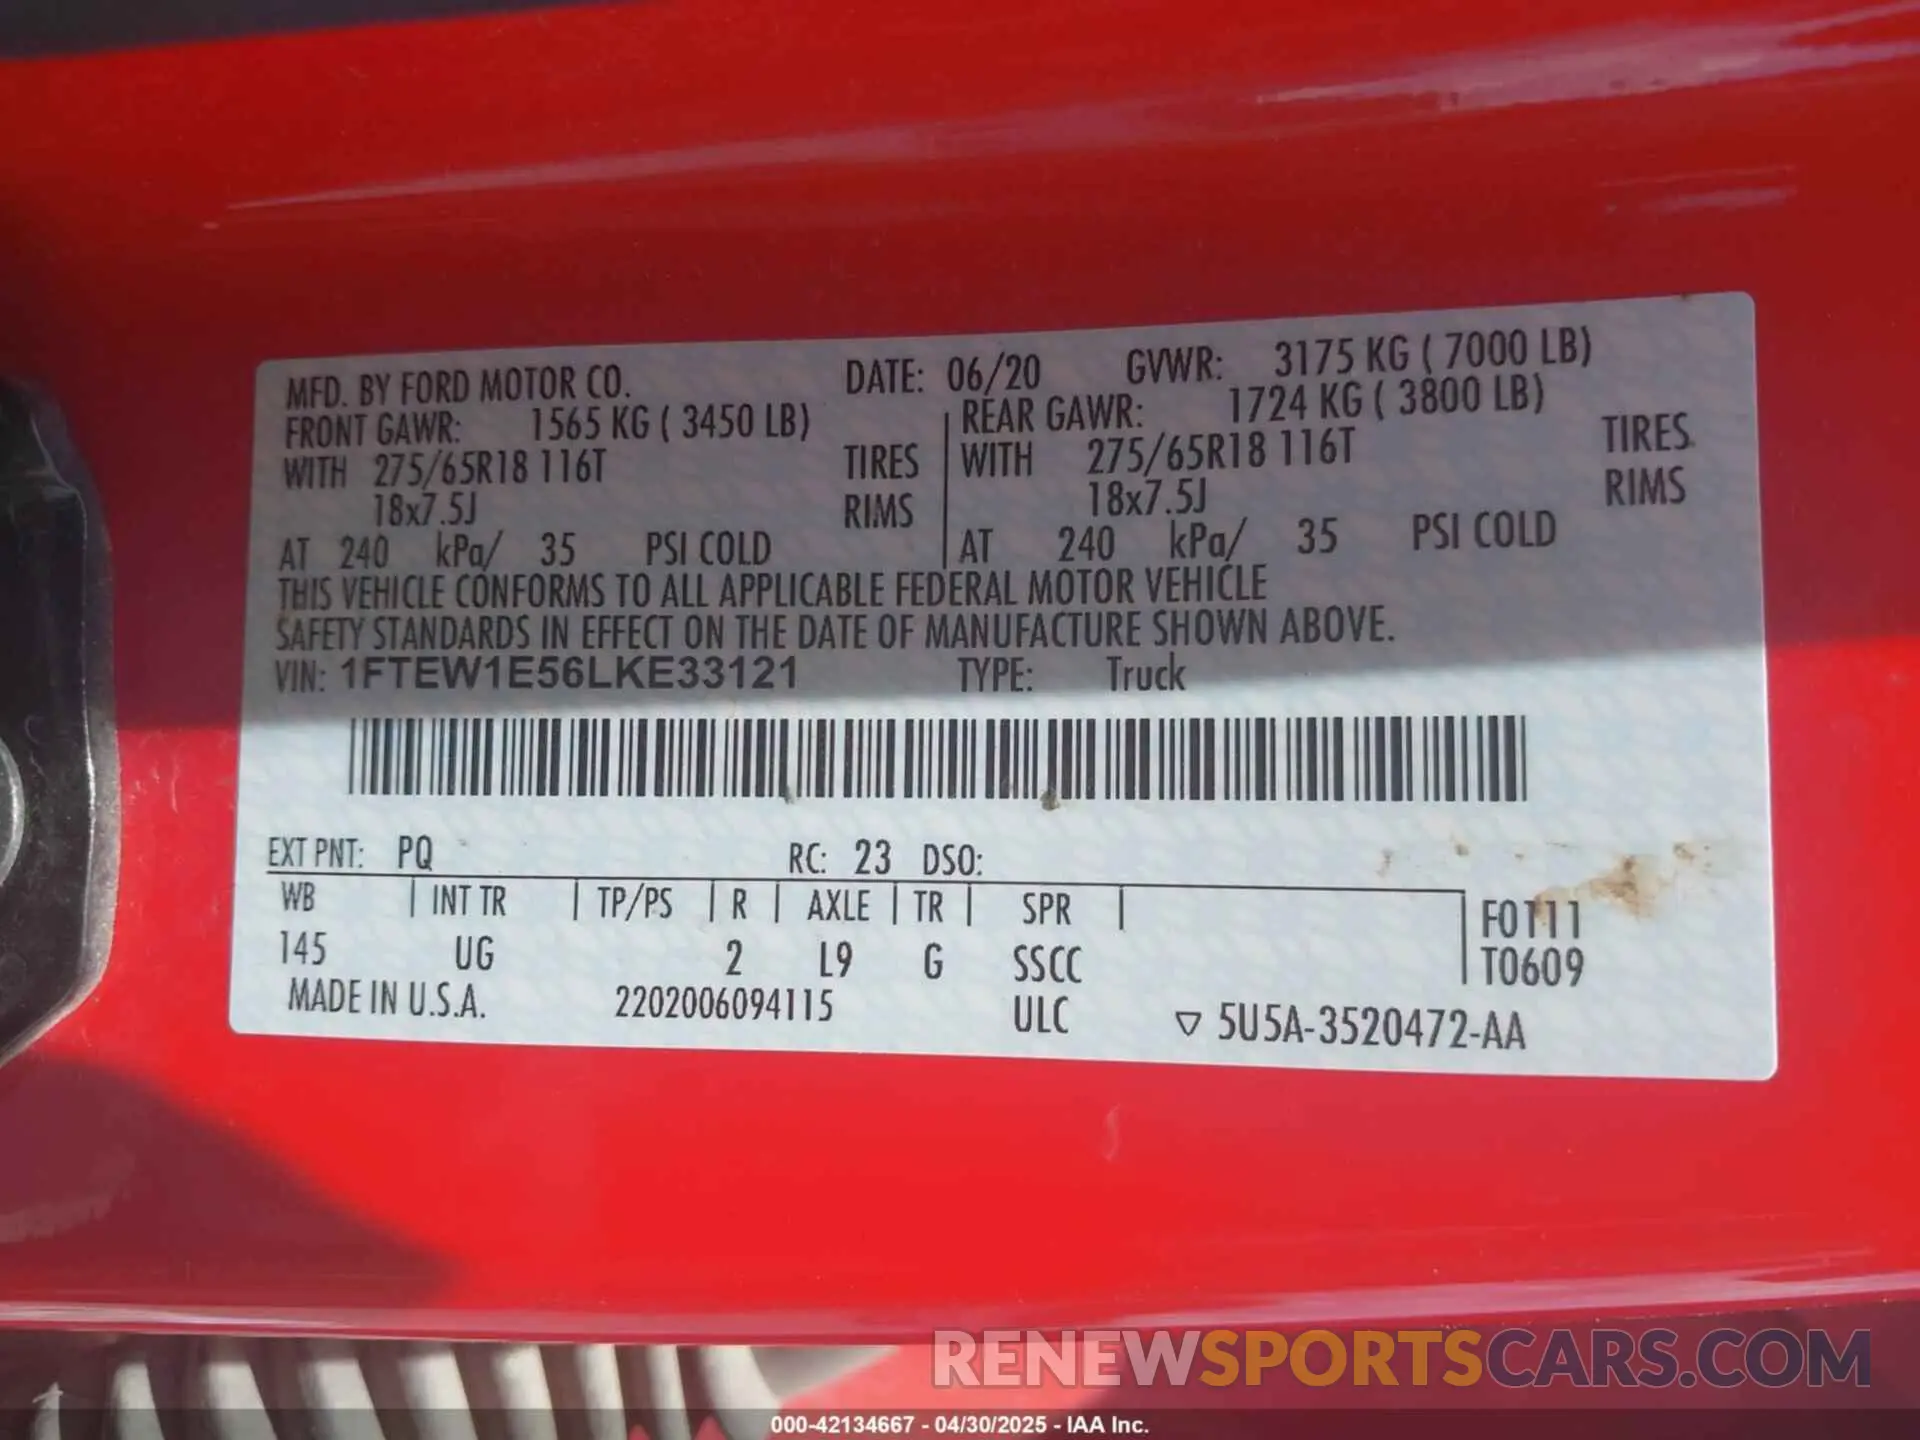 MFD. BY FORD MOTOR CO. DATE: 06/20 GVWR: 3175 KG ( 7000 LB)
FRONT GAWR: 1565 KG ( 3450 LB) REAR GAWR: 1724 KG ( 3800 LB)
WITH 275/65R18 116T TIRES WITH 275/65R18 116T TIRES
18x7.5J RIMS 18x7.5J RIMS
AT 240 kPa/ 35 PSI COLD AT 240 kPa/ 35 PSI COLD
THIS VEHICLE CONFORMS TO ALL APPLICABLE FEDERAL MOTOR VEHICLE
SAFETY STANDARDS IN EFFECT ON THE DATE OF MANUFACTURE SHOWN ABOVE.
VIN: 1FTEW1E56LKE33121 TYPE: Truck
EXT PNT: PQ RC: 23 DSO:
WB INT TR TP/PS R AXLE TR SPR F0111
145 UG 2 L9 G SSCC T0609
MADE IN U.S.A. 2202006094115 ULC ▽ 5U5A-3520472-AA
RENEWSPORTSCARS.COM
000-42134667 - 04/30/2025 - IAA Inc.